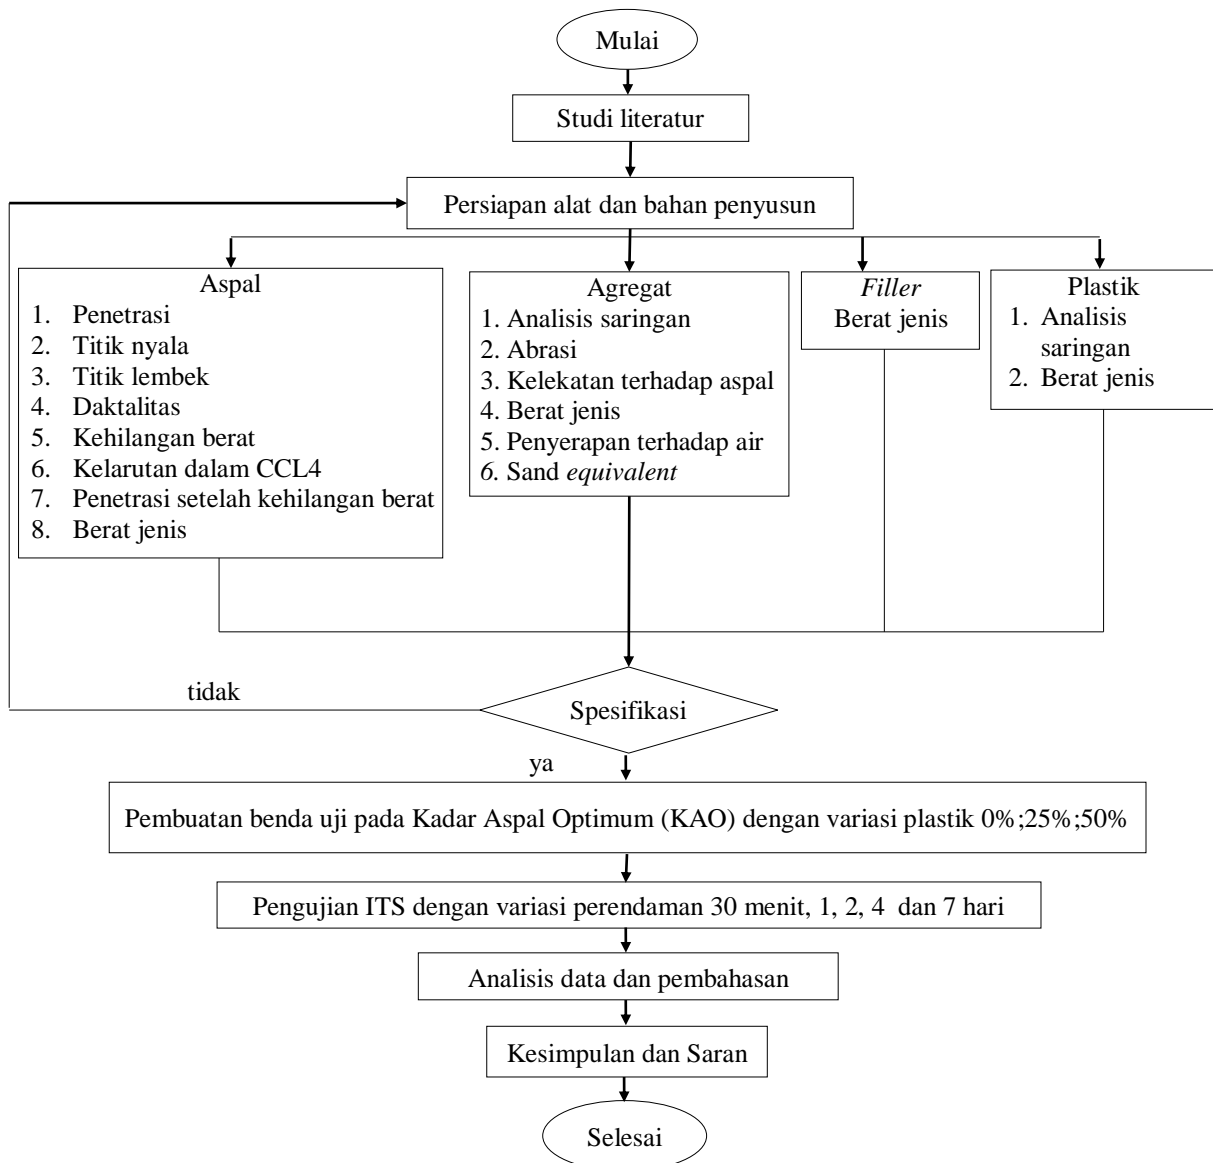 Mulai
Studi literatur
Persiapan alat dan bahan penyusun
Aspal
1. Penetrasi
2. Titik nyala
3. Titik lembek
4. Daktalitas
5. Kehilangan berat
6. Kelarutan dalam CCL4
7. Penetrasi setelah kehilangan berat
8. Berat jenis
Agregat
1. Analisis saringan
2. Abrasi
3. Kelekatan terhadap aspal
4. Berat jenis
5. Penyerapan terhadap air
6. Sand equivalent
Filler
Berat jenis
Plastik
1. Analisis
saringan
2. Berat jenis
tidak
Spesifikasi
ya
Pembuatan benda uji pada Kadar Aspal Optimum (KAO) dengan variasi plastik 0%;25%;50%
Pengujian ITS dengan variasi perendaman 30 menit, 1, 2, 4 dan 7 hari
Analisis data dan pembahasan
Kesimpulan dan Saran
Selesai